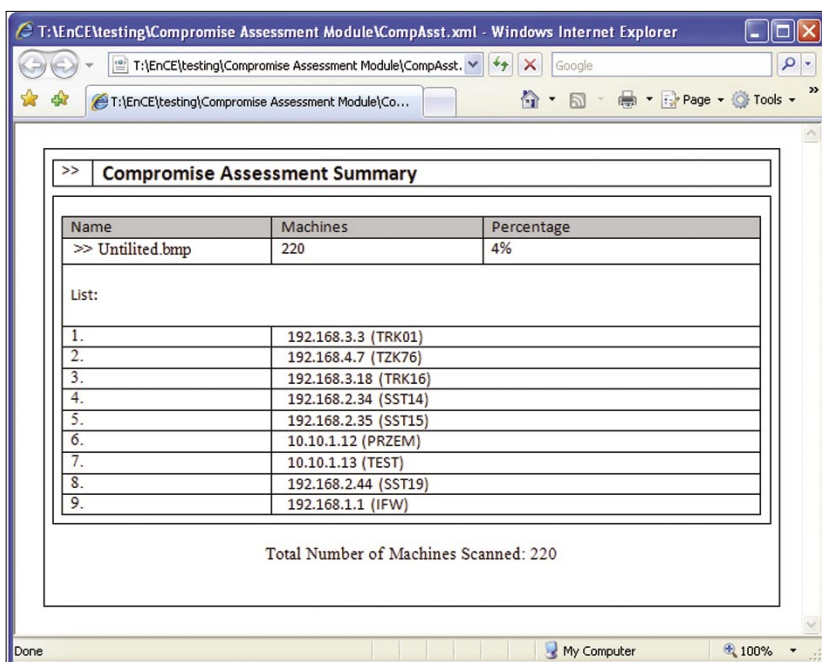 T:\EnCE\testing\Compromise Assessment Module\CompAsst.xml - Windows Internet Explorer
T:\EnCE\testing\Compromise Assessment Module\CompAsst.
Google
T:\EnCE\testing\Compromise Assessment Module\Co...
Page
Tools
>>
>> Compromise Assessment Summary
Name Machines Percentage
>> Untilited.bmp 220 4%
List:
1. 192.168.3.3 (TRK01)
2. 192.168.4.7 (TZK76)
3. 192.168.3.18 (TRK16)
4. 192.168.2.34 (SST14)
5. 192.168.2.35 (SST15)
6. 10.10.1.12 (PRZEM)
7. 10.10.1.13 (TEST)
8. 192.168.2.44 (SST19)
9. 192.168.1.1 (IFW)
Total Number of Machines Scanned: 220
Done My Computer 100%